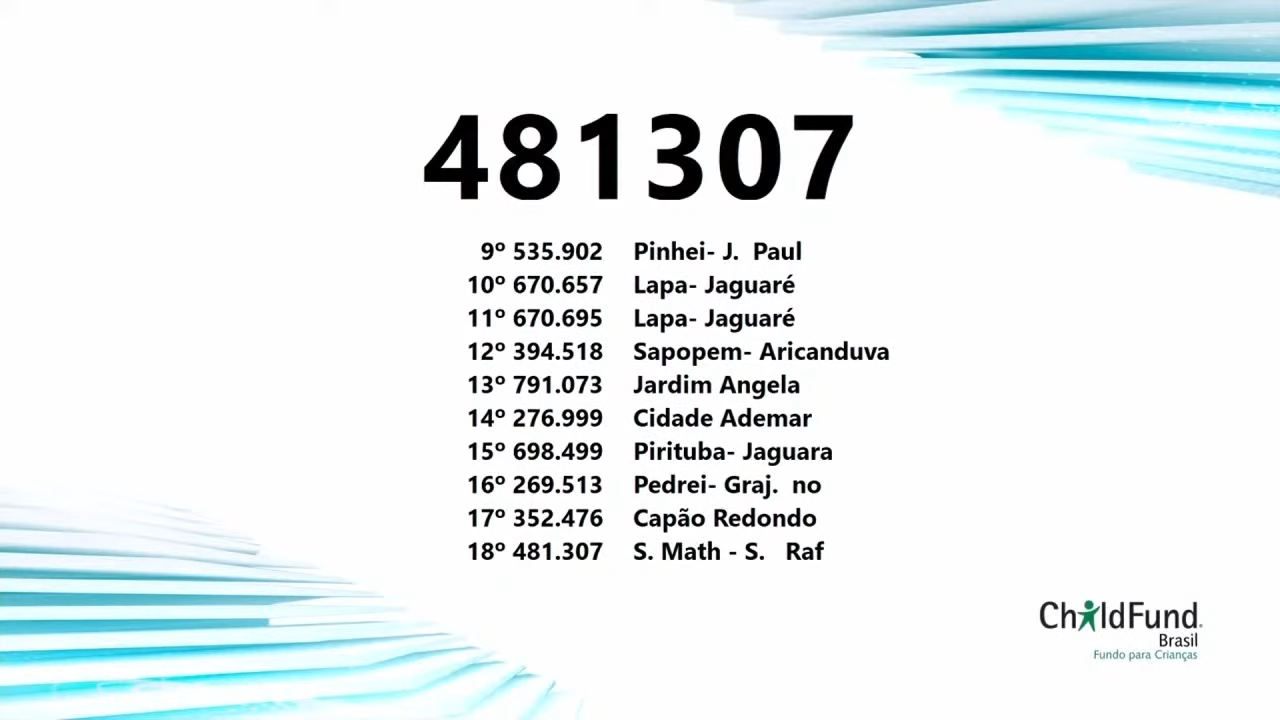 481307
9º 535.902 Pinhei- J. Paul
10º 670.657 Lapa- Jaguaré
11º 670.695 Lapa- Jaguaré
12º 394.518 Sapopem- Aricanduva
13º 791.073 Jardim Angela
14º 276.999 Cidade Ademar
15º 698.499 Pirituba- Jaguara
16º 269.513 Pedrei- Graj. no
17º 352.476 Capão Redondo
18º 481.307 S. Math - S. Raf
ChildFund
Brasil
Fundo para Crianças